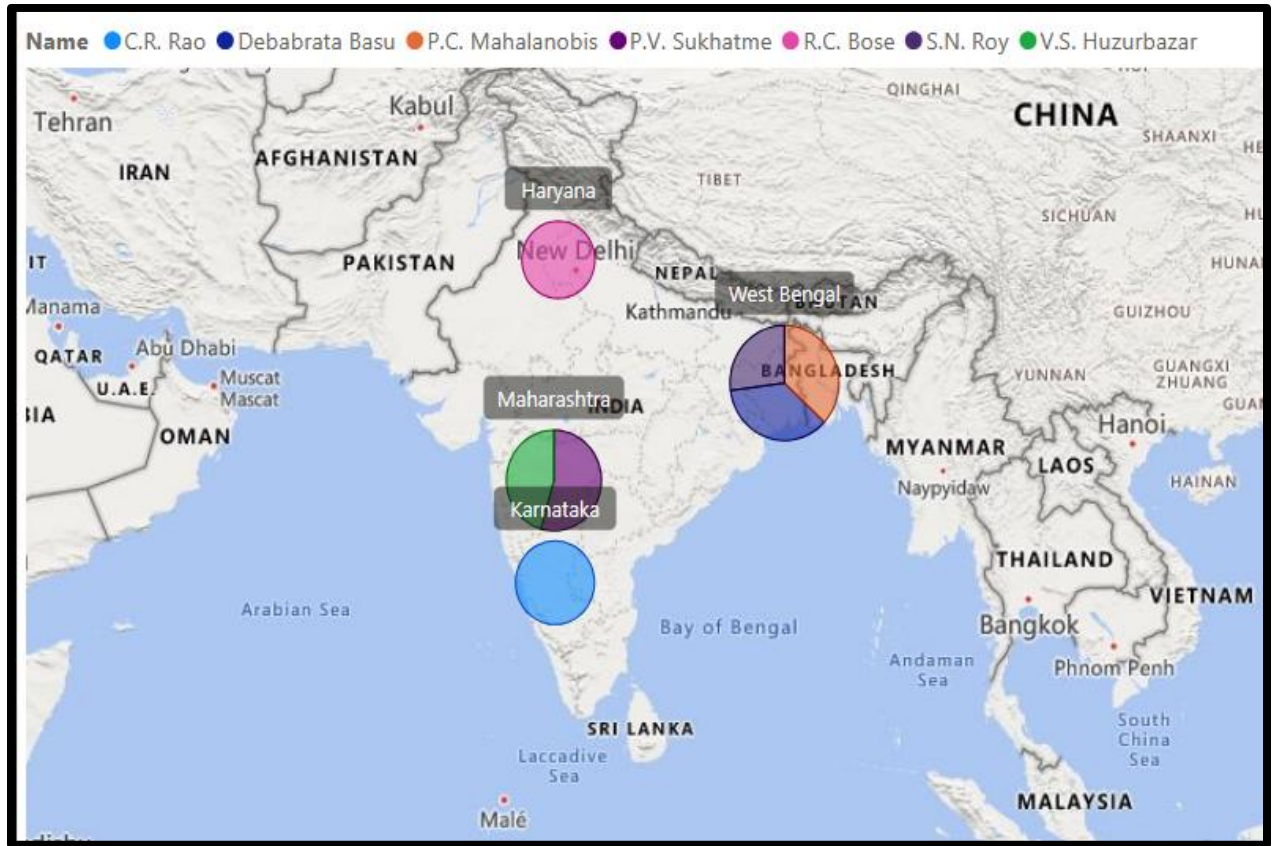 Name C.R. Rao Debabrata Basu P.C. Mahalanobis P.V. Sukhatme R.C. Bose S.N. Roy V.S. Huzurbazar
QINGHAI
CHINA
Kabul
Tehran
SHAANXI
AFGHANISTAN
IRAN
TIBET
Haryana
SICHUAN
New Delhi
PAKISTAN
NEPAL
HUNA
West Bengal
BHUTAN
Manama
Kathmandu
GUIZHOU
QATAR
Abu Dhabi
BANGLADESH
YUNNAN
GUANGXI
ZHUANG
U.A.E.
Muscat
Mascat
Maharashtra
INDIA
GUA
OMAN
Hanoi
MYANMAR
LAOS
Naypyidaw
HAINAN
Karnataka
THAILAND
VIETNAM
Arabian Sea
Bay of Bengal
Bangkok
Andaman
Sea
Phnom Penh
SRI LANKA
South
China
Sea
Laccadive
Sea
MALAYSIA
Malé